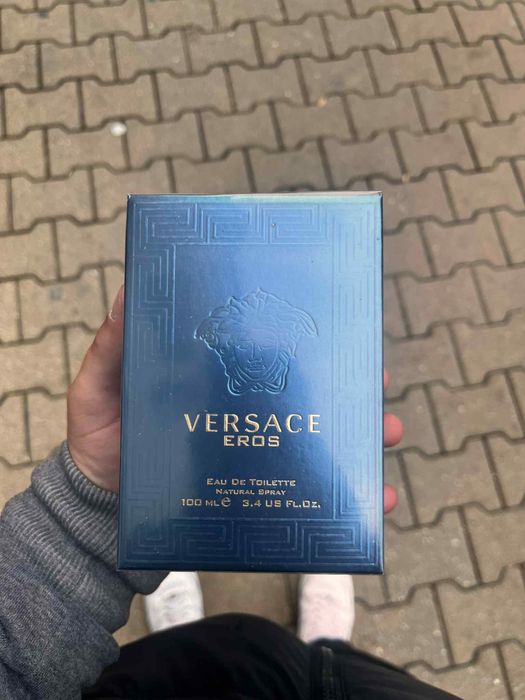 VERSACE
EROS
EAU DE TOILETTE
NATURAL SPRAY
100 ML℮ 3.4 US FL.OZ.